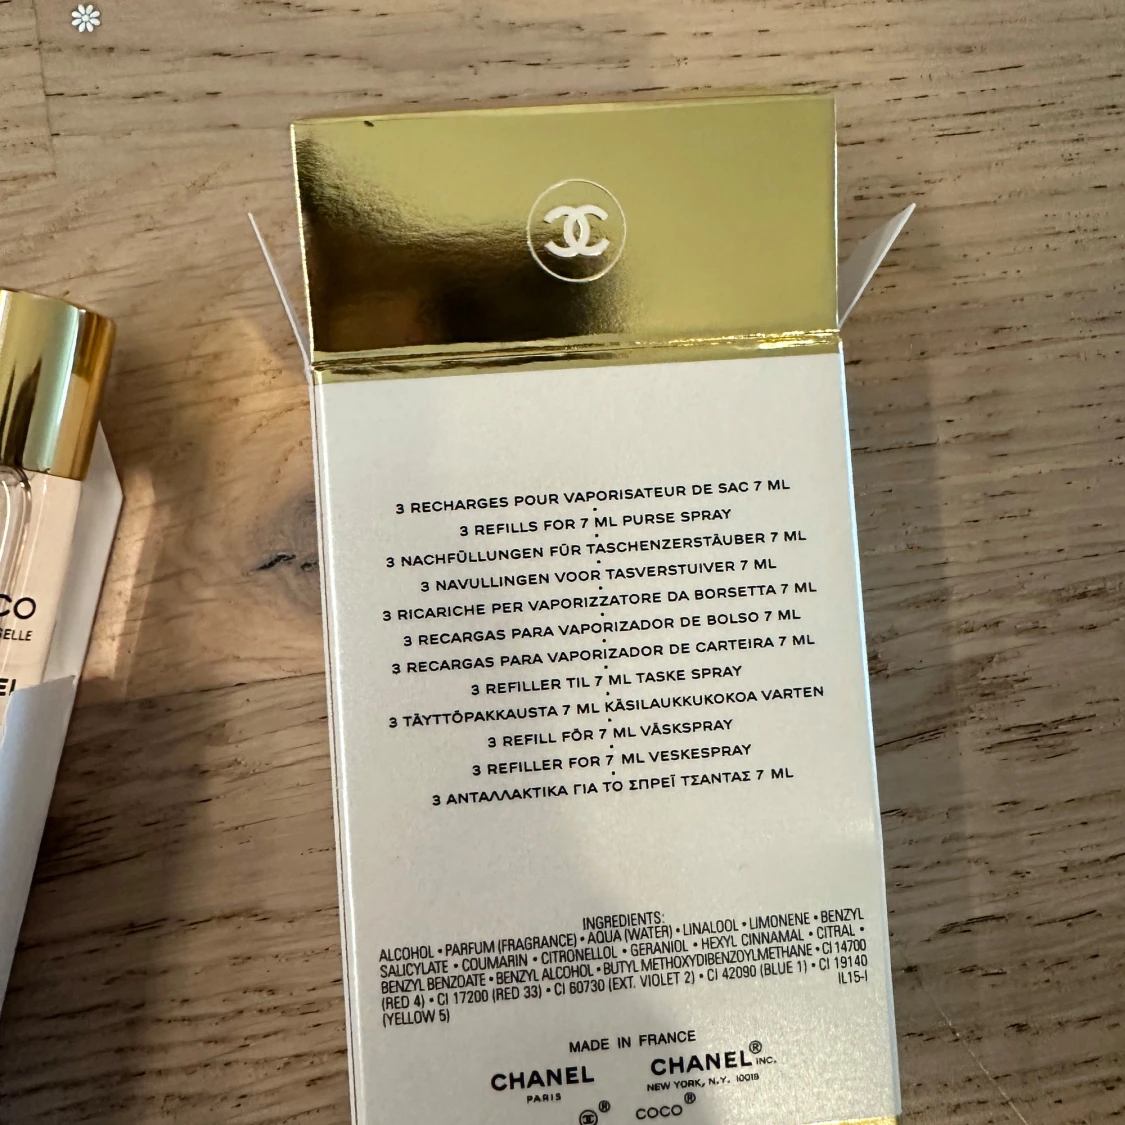 3 RECHARGES POUR VAPORISATEUR DE SAC 7 ML
•
3 REFILLS FOR 7 ML PURSE SPRAY
•
3 NACHFÜLLUNGEN FÜR TASCHENZERSTÄUBER 7 ML
•
3 NAVULLINGEN VOOR TASVERSTUIVER 7 ML
•
3 RICARICHE PER VAPORIZZATORE DA BORSETTA 7 ML
•
3 RECARGAS PARA VAPORIZADOR DE BOLSO 7 ML
•
3 RECARGAS PARA VAPORIZADOR DE CARTEIRA 7 ML
•
3 REFILLER TIL 7 ML TASKE SPRAY
•
3 TÄYTTÖPAKKAUSTA 7 ML KÄSILAUKKUKOKOA VARTEN
•
3 REFILL FÖR 7 ML VÄSKSPRAY
•
3 REFILLER FOR 7 ML VESKESPRAY
•
3 ΑΝΤΑΛΛΑΚΤΙΚΑ ΓΙΑ ΤΟ ΣΠΡΕΪ ΤΣΑΝΤΑΣ 7 ML
INGREDIENTS:
ALCOHOL • PARFUM (FRAGRANCE) • AQUA (WATER) • LINALOOL • LIMONENE • BENZYL
SALICYLATE • COUMARIN • CITRONELLOL • GERANIOL • HEXYL CINNAMAL • CITRAL •
BENZYL BENZOATE • BENZYL ALCOHOL • BUTYL METHOXYDIBENZOYLMETHANE • CI 14700
(RED 4) • CI 17200 (RED 33) • CI 60730 (EXT. VIOLET 2) • CI 42090 (BLUE 1) • CI 19140
(YELLOW 5)
IL15-I
MADE IN FRANCE
CHANEL
PARIS
CHANEL® INC.
NEW YORK, N.Y. 10019
®
COCO®
CO